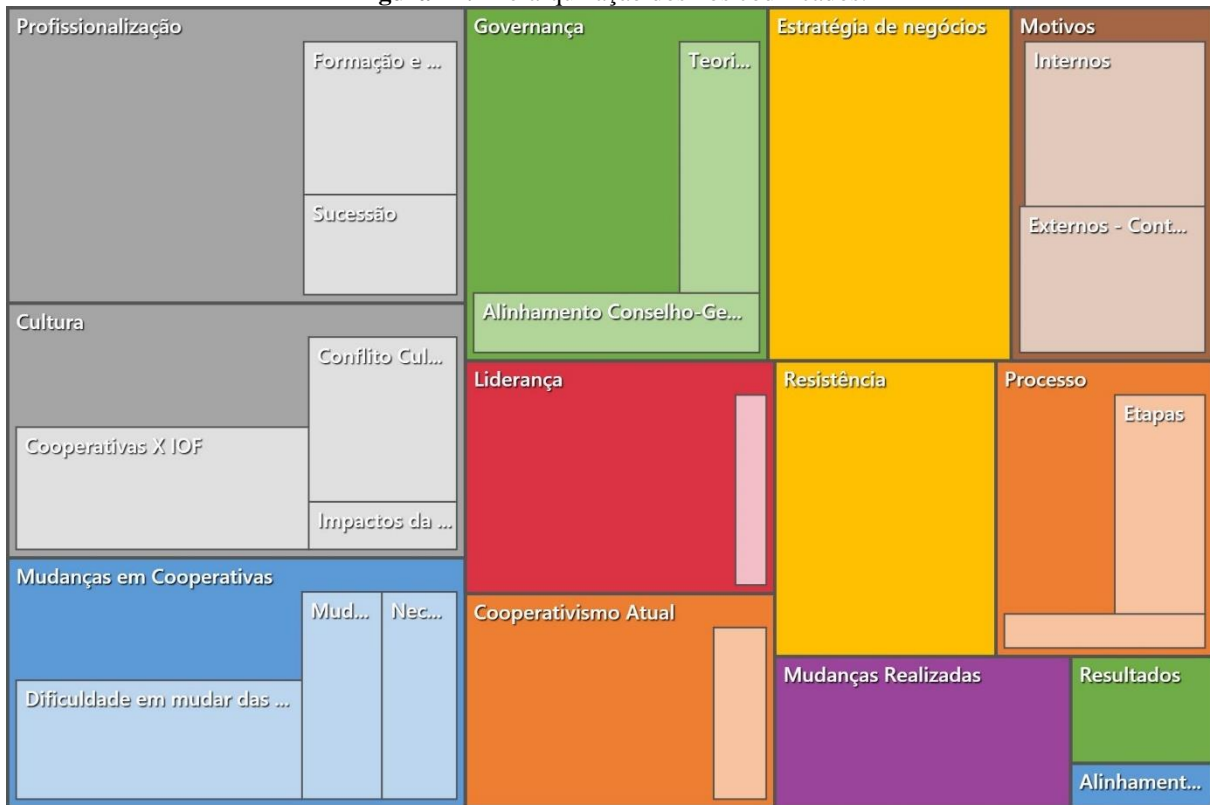 Profissionalização
Formação e ...
Sucessão
Cultura
Conflito Cul...
Cooperativas X IOF
Impactos da ...
Mudanças em Cooperativas
Mud...
Nec...
Dificuldade em mudar das ...
Governança
Teori...
Alinhamento Conselho-Ge...
Liderança
Cooperativismo Atual
Estratégia de negócios
Motivos
Internos
Externos - Cont...
Resistência
Processo
Etapas
Mudanças Realizadas
Resultados
Alinhament...